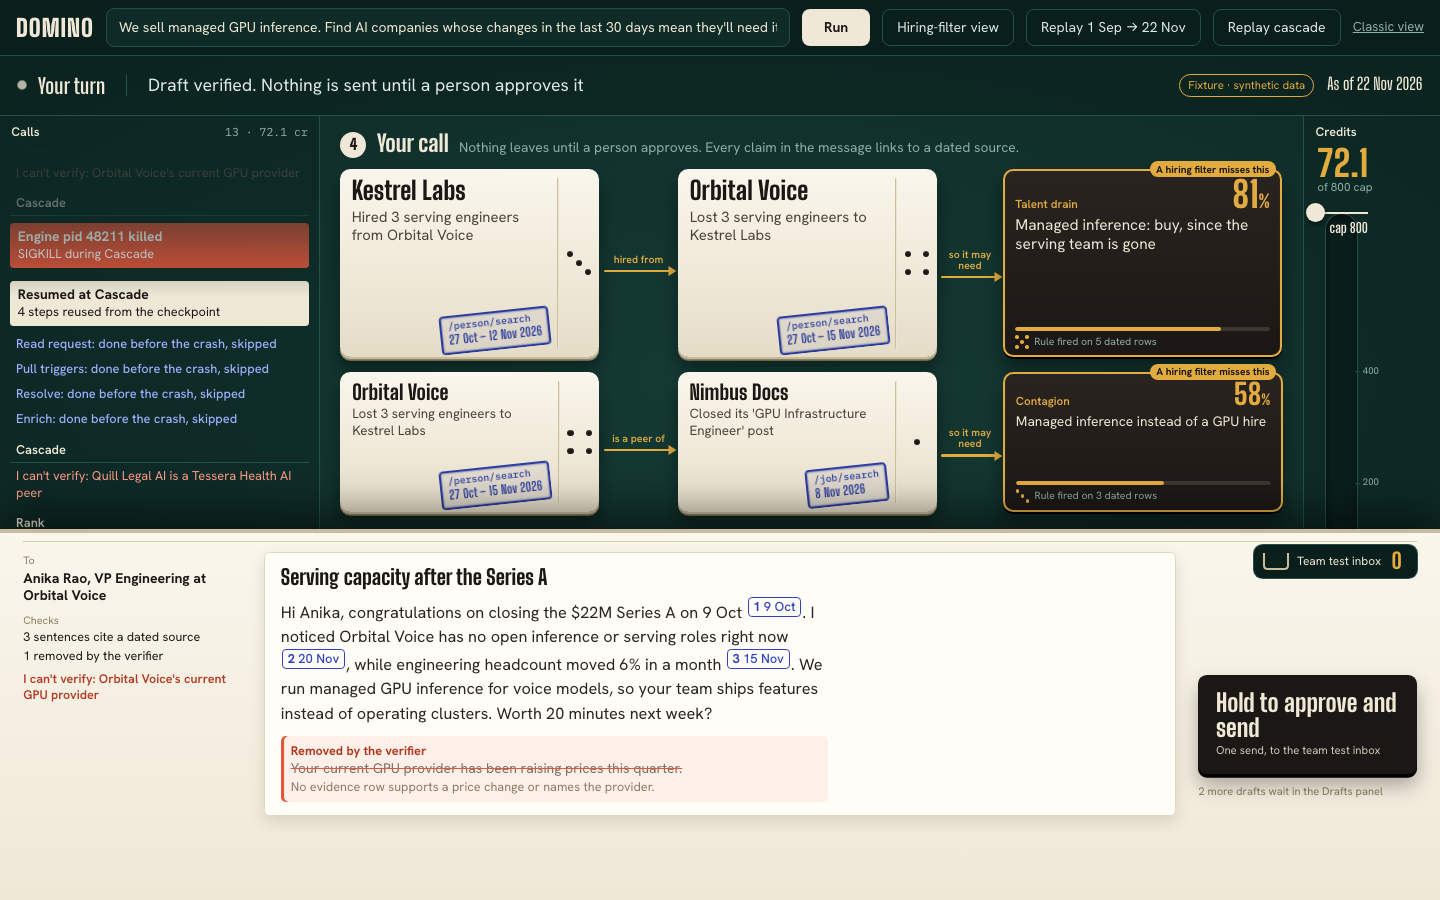 DOMINO
We sell managed GPU inference. Find AI companies whose changes in the last 30 days mean they'll need it
Run
Hiring-filter view
Replay 1 Sep → 22 Nov
Replay cascade
Classic view
Your turn
Draft verified. Nothing is sent until a person approves it
Fixture · synthetic data
As of 22 Nov 2026
Calls
13 · 72.1 cr
I can't verify: Orbital Voice's current GPU provider
Cascade
Engine pid 48211 killed
SIGKILL during Cascade
Resumed at Cascade
4 steps reused from the checkpoint
Read request: done before the crash, skipped
Pull triggers: done before the crash, skipped
Resolve: done before the crash, skipped
Enrich: done before the crash, skipped
Cascade
I can't verify: Quill Legal AI is a Tessera Health AI
peer
Rank
4 Your call
Nothing leaves until a person approves. Every claim in the message links to a dated source.
Kestrel Labs
Hired 3 serving engineers
from Orbital Voice
/person/search
27 Oct – 12 Nov 2026
hired from
Orbital Voice
Lost 3 serving engineers to
Kestrel Labs
/person/search
27 Oct – 15 Nov 2026
so it may
need
A hiring filter misses this
Talent drain
81%
Managed inference: buy, since the
serving team is gone
Rule fired on 5 dated rows
Orbital Voice
Lost 3 serving engineers to
Kestrel Labs
/person/search
27 Oct – 15 Nov 2026
is a peer of
Nimbus Docs
Closed its 'GPU Infrastructure
Engineer' post
/job/search
8 Nov 2026
so it may
need
A hiring filter misses this
Contagion
58%
Managed inference instead of a GPU hire
Rule fired on 3 dated rows
Credits
72.1
of 800 cap
cap 800
400
200
To
Anika Rao, VP Engineering at
Orbital Voice
Checks
3 sentences cite a dated source
1 removed by the verifier
I can't verify: Orbital Voice's current
GPU provider
Serving capacity after the Series A
Hi Anika, congratulations on closing the $22M Series A on 9 Oct 1 9 Oct. I
noticed Orbital Voice has no open inference or serving roles right now
2 20 Nov, while engineering headcount moved 6% in a month 3 15 Nov. We
run managed GPU inference for voice models, so your team ships features
instead of operating clusters. Worth 20 minutes next week?
Removed by the verifier
Your current GPU provider has been raising prices this quarter.
No evidence row supports a price change or names the provider.
Team test inbox 0
Hold to approve and
send
One send, to the team test inbox
2 more drafts wait in the Drafts panel